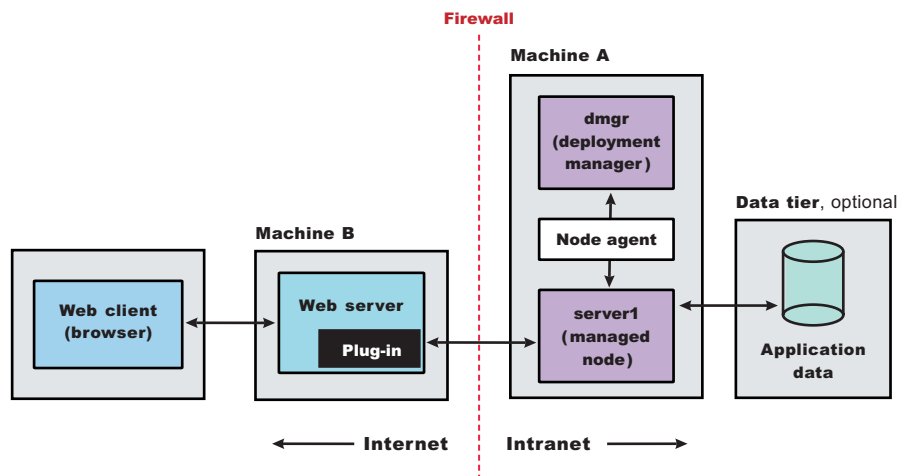 Firewall
Machine A
dmgr
(deployment
manager)
Data tier, optional
Machine B
Node agent
Web client
(browser)
Web server
Plug-in
server1
(managed
node)
Application
data
Internet
Intranet